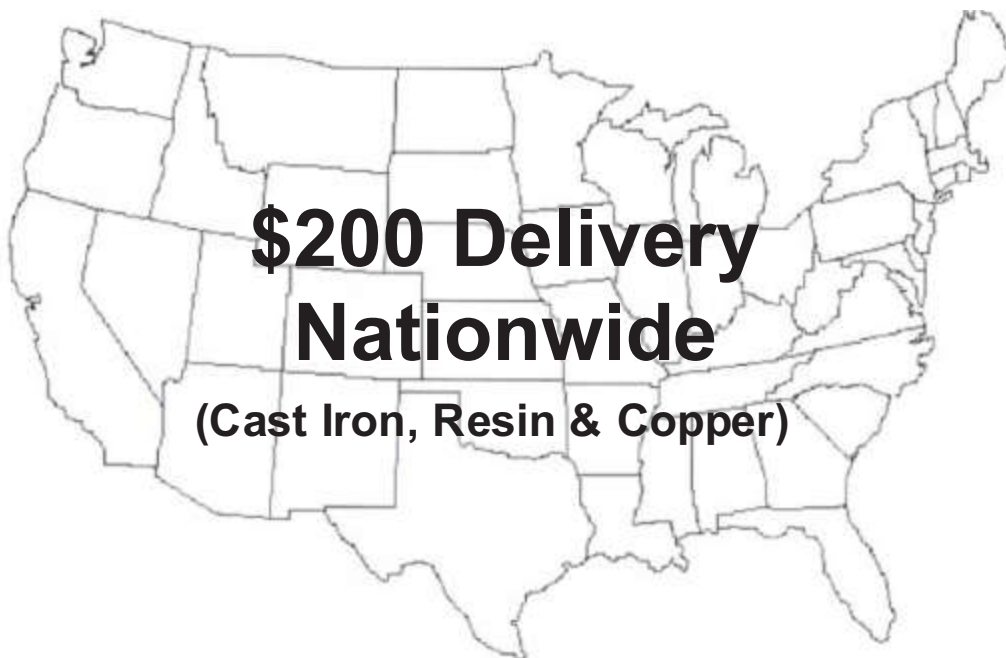 $200 Delivery
Nationwide
(Cast Iron, Resin & Copper)